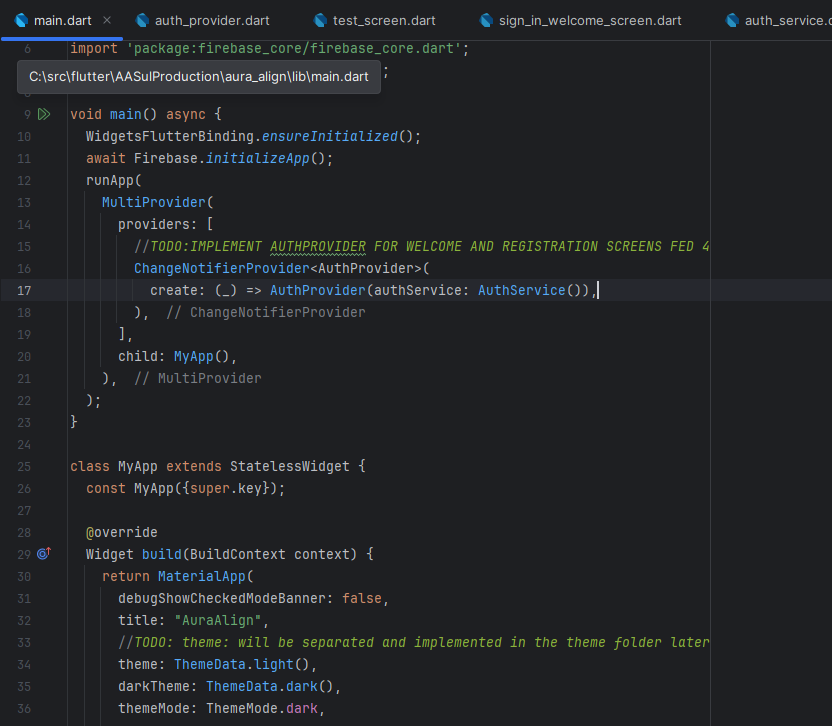 main.dart
auth_provider.dart
test_screen.dart
sign_in_welcome_screen.dart
auth_service.
6 import 'package:firebase_core/firebase_core.dart';
C:\src\flutter\AASulProduction\aura_align\lib\main.dart
;
9 void main() async {
10 WidgetsFlutterBinding.ensureInitialized();
11 await Firebase.initializeApp();
12 runApp(
13 MultiProvider(
14 providers: [
15 //TODO:IMPLEMENT AUTHPROVIDER FOR WELCOME AND REGISTRATION SCREENS FED 4
16 ChangeNotifierProvider<AuthProvider>(
17 create: (_) => AuthProvider(authService: AuthService()),
18 ), // ChangeNotifierProvider
19 ],
20 child: MyApp(),
21 ), // MultiProvider
22 );
23 }
24
25 class MyApp extends StatelessWidget {
26 const MyApp({super.key});
27
28 @override
29 Widget build(BuildContext context) {
30 return MaterialApp(
31 debugShowCheckedModeBanner: false,
32 title: "AuraAlign",
33 //TODO: theme: will be separated and implemented in the theme folder later
34 theme: ThemeData.light(),
35 darkTheme: ThemeData.dark(),
36 themeMode: ThemeMode.dark,